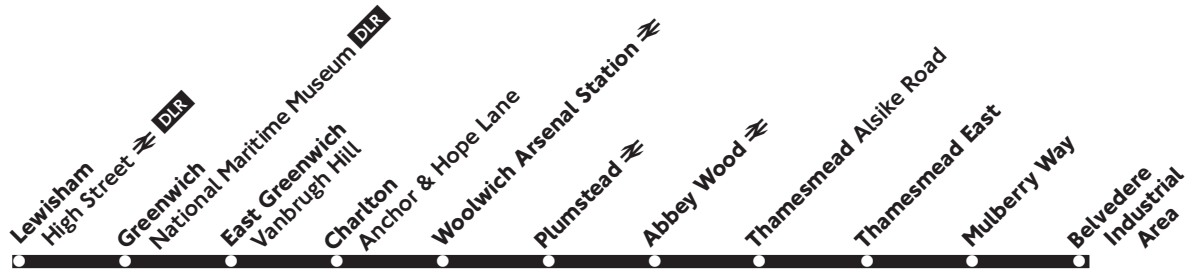 Lewisham
High Street DLR
Greenwich
National Maritime Museum DLR
East Greenwich
Vanbrugh Hill
Charlton
Anchor & Hope Lane
Woolwich Arsenal Station
Plumstead
Abbey Wood
Thamesmead Alsike Road
Thamesmead East
Mulberry Way
Belvedere
Industrial
Area